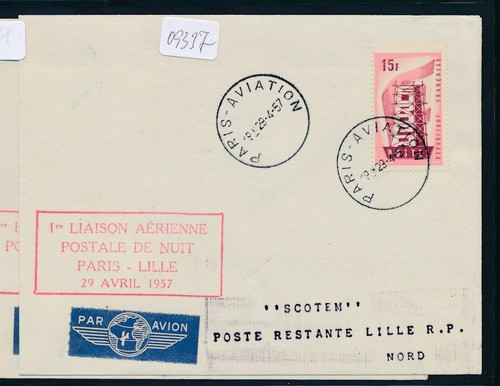 09337
15F
REPUBLIQUE FRANÇAISE
PARIS-AVIATION
PARIS-AVIATION
1re LIAISON AÉRIENNE
POSTALE DE NUIT
PARIS - LILLE
29 AVRIL 1957
PAR AVION
"SCOTEM"
POSTE RESTANTE LILLE R.P.
NORD